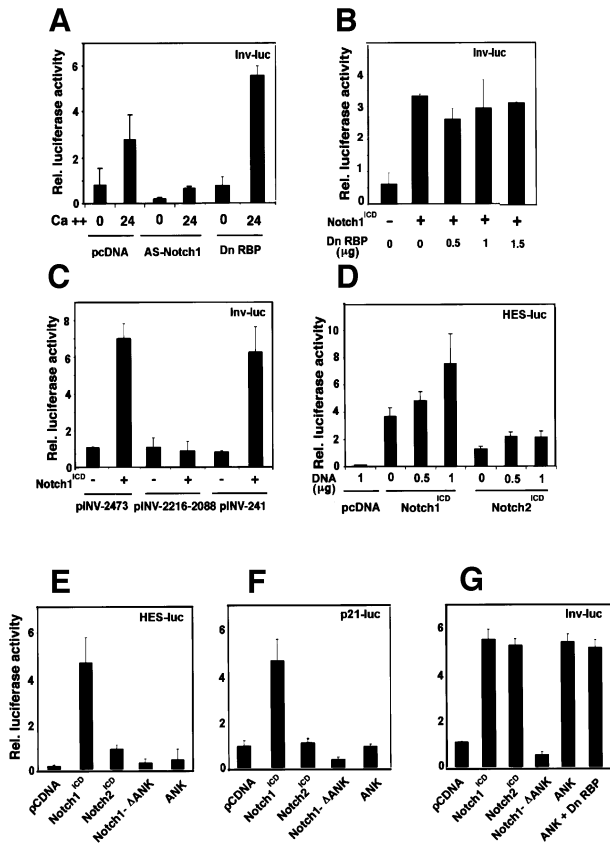 A
Inv-luc
Rel. luciferase activity
6
4
2
0
Ca ++ 0 24 0 24 0 24
pcDNA AS-Notch1 Dn RBP
B
Inv-luc
Rel. luciferase activity
4
3
2
1
0
Notch1ICD - + + + +
Dn RBP 0 0 0.5 1 1.5
(µg)
C
Inv-luc
Rel. luciferase activity
8
6
4
2
0
Notch1ICD - + - + - +
pINV-2473 pINV-2216-2088 pINV-241
D
HES-luc
Rel. luciferase activity
10
8
6
4
2
0
DNA 1 0 0.5 1 0 0.5 1
(µg)
pcDNA Notch1ICD Notch2ICD
E
HES-luc
Rel. luciferase activity
6
4
2
0
pCDNA
Notch1ICD
Notch2ICD
Notch1- ΔANK
ANK
F
p21-luc
6
4
2
0
pCDNA
Notch1ICD
Notch2ICD
Notch1- ΔANK
ANK
G
Inv-luc
6
4
2
0
pCDNA
Notch1ICD
Notch2ICD
Notch1- ΔANK
ANK
ANK + Dn RBP